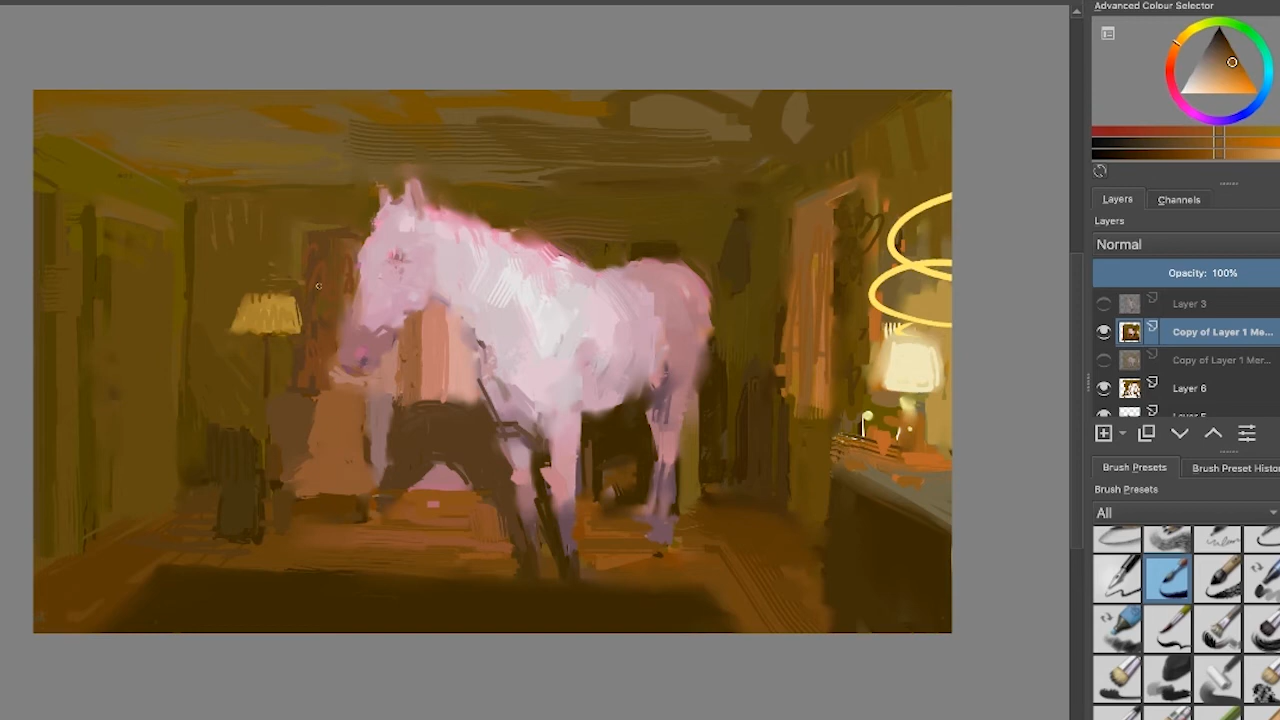 Advanced Colour Selector
Layers
Channels
Layers
Normal
Opacity: 100%
Layer 3
Copy of Layer 1 Me...
Copy of Layer 1 Mer...
Layer 6
Brush Presets
Brush Preset Histo
Brush Presets
All